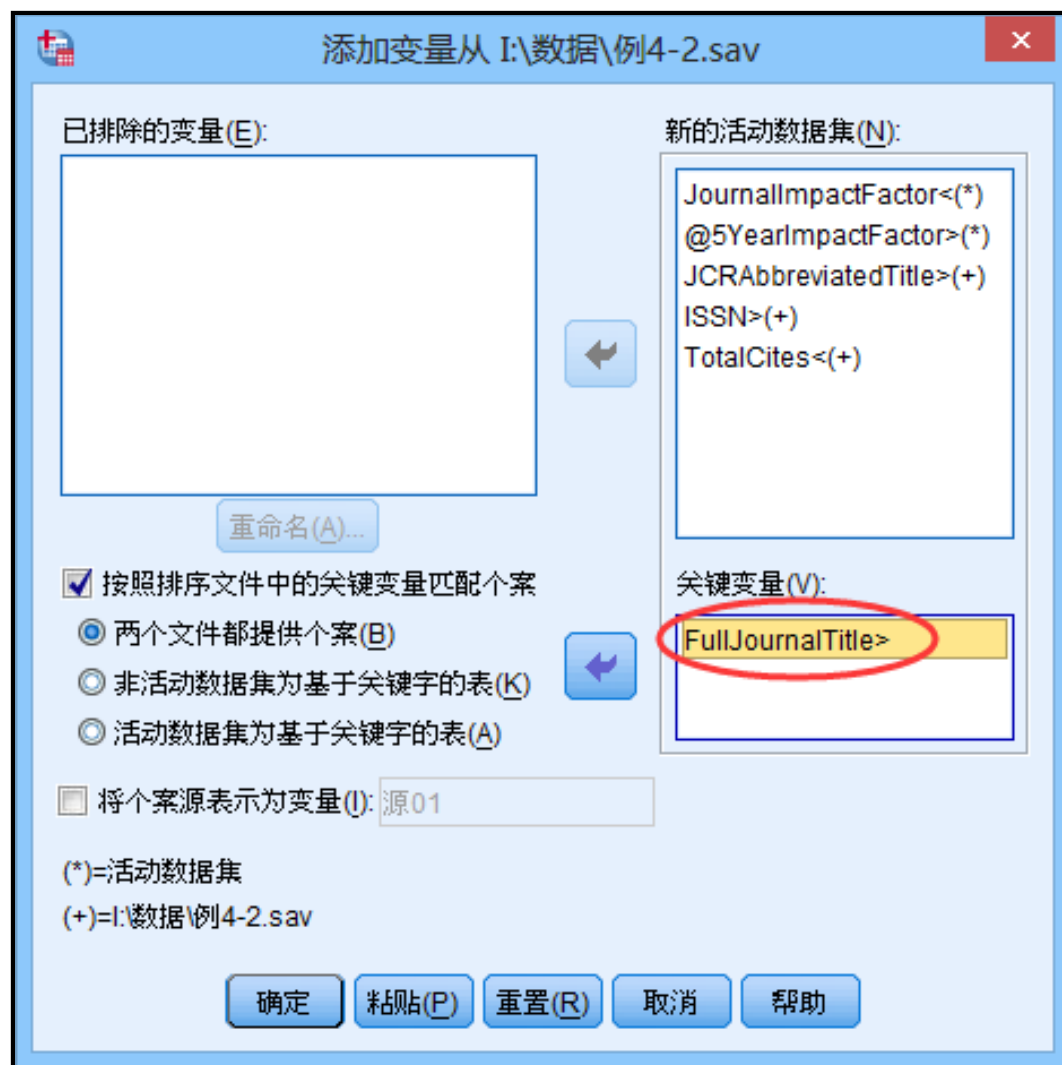 添加变量从 I:\数据\例4-2.sav
已排除的变量(E):
重命名(A)...
按照排序文件中的关键变量匹配个案
两个文件都提供个案(B)
非活动数据集为基于关键字的表(K)
活动数据集为基于关键字的表(A)
新的活动数据集(N):
JournalImpactFactor<(*)
@5YearImpactFactor>(*)
JCRAbbreviatedTitle>(+)
ISSN>(+)
TotalCites<(+)
关键变量(V):
FullJournalTitle>
将个案源表示为变量(I): 源01
(*)=活动数据集
(+)=I:\数据\例4-2.sav
确定 粘贴(P) 重置(R) 取消 帮助